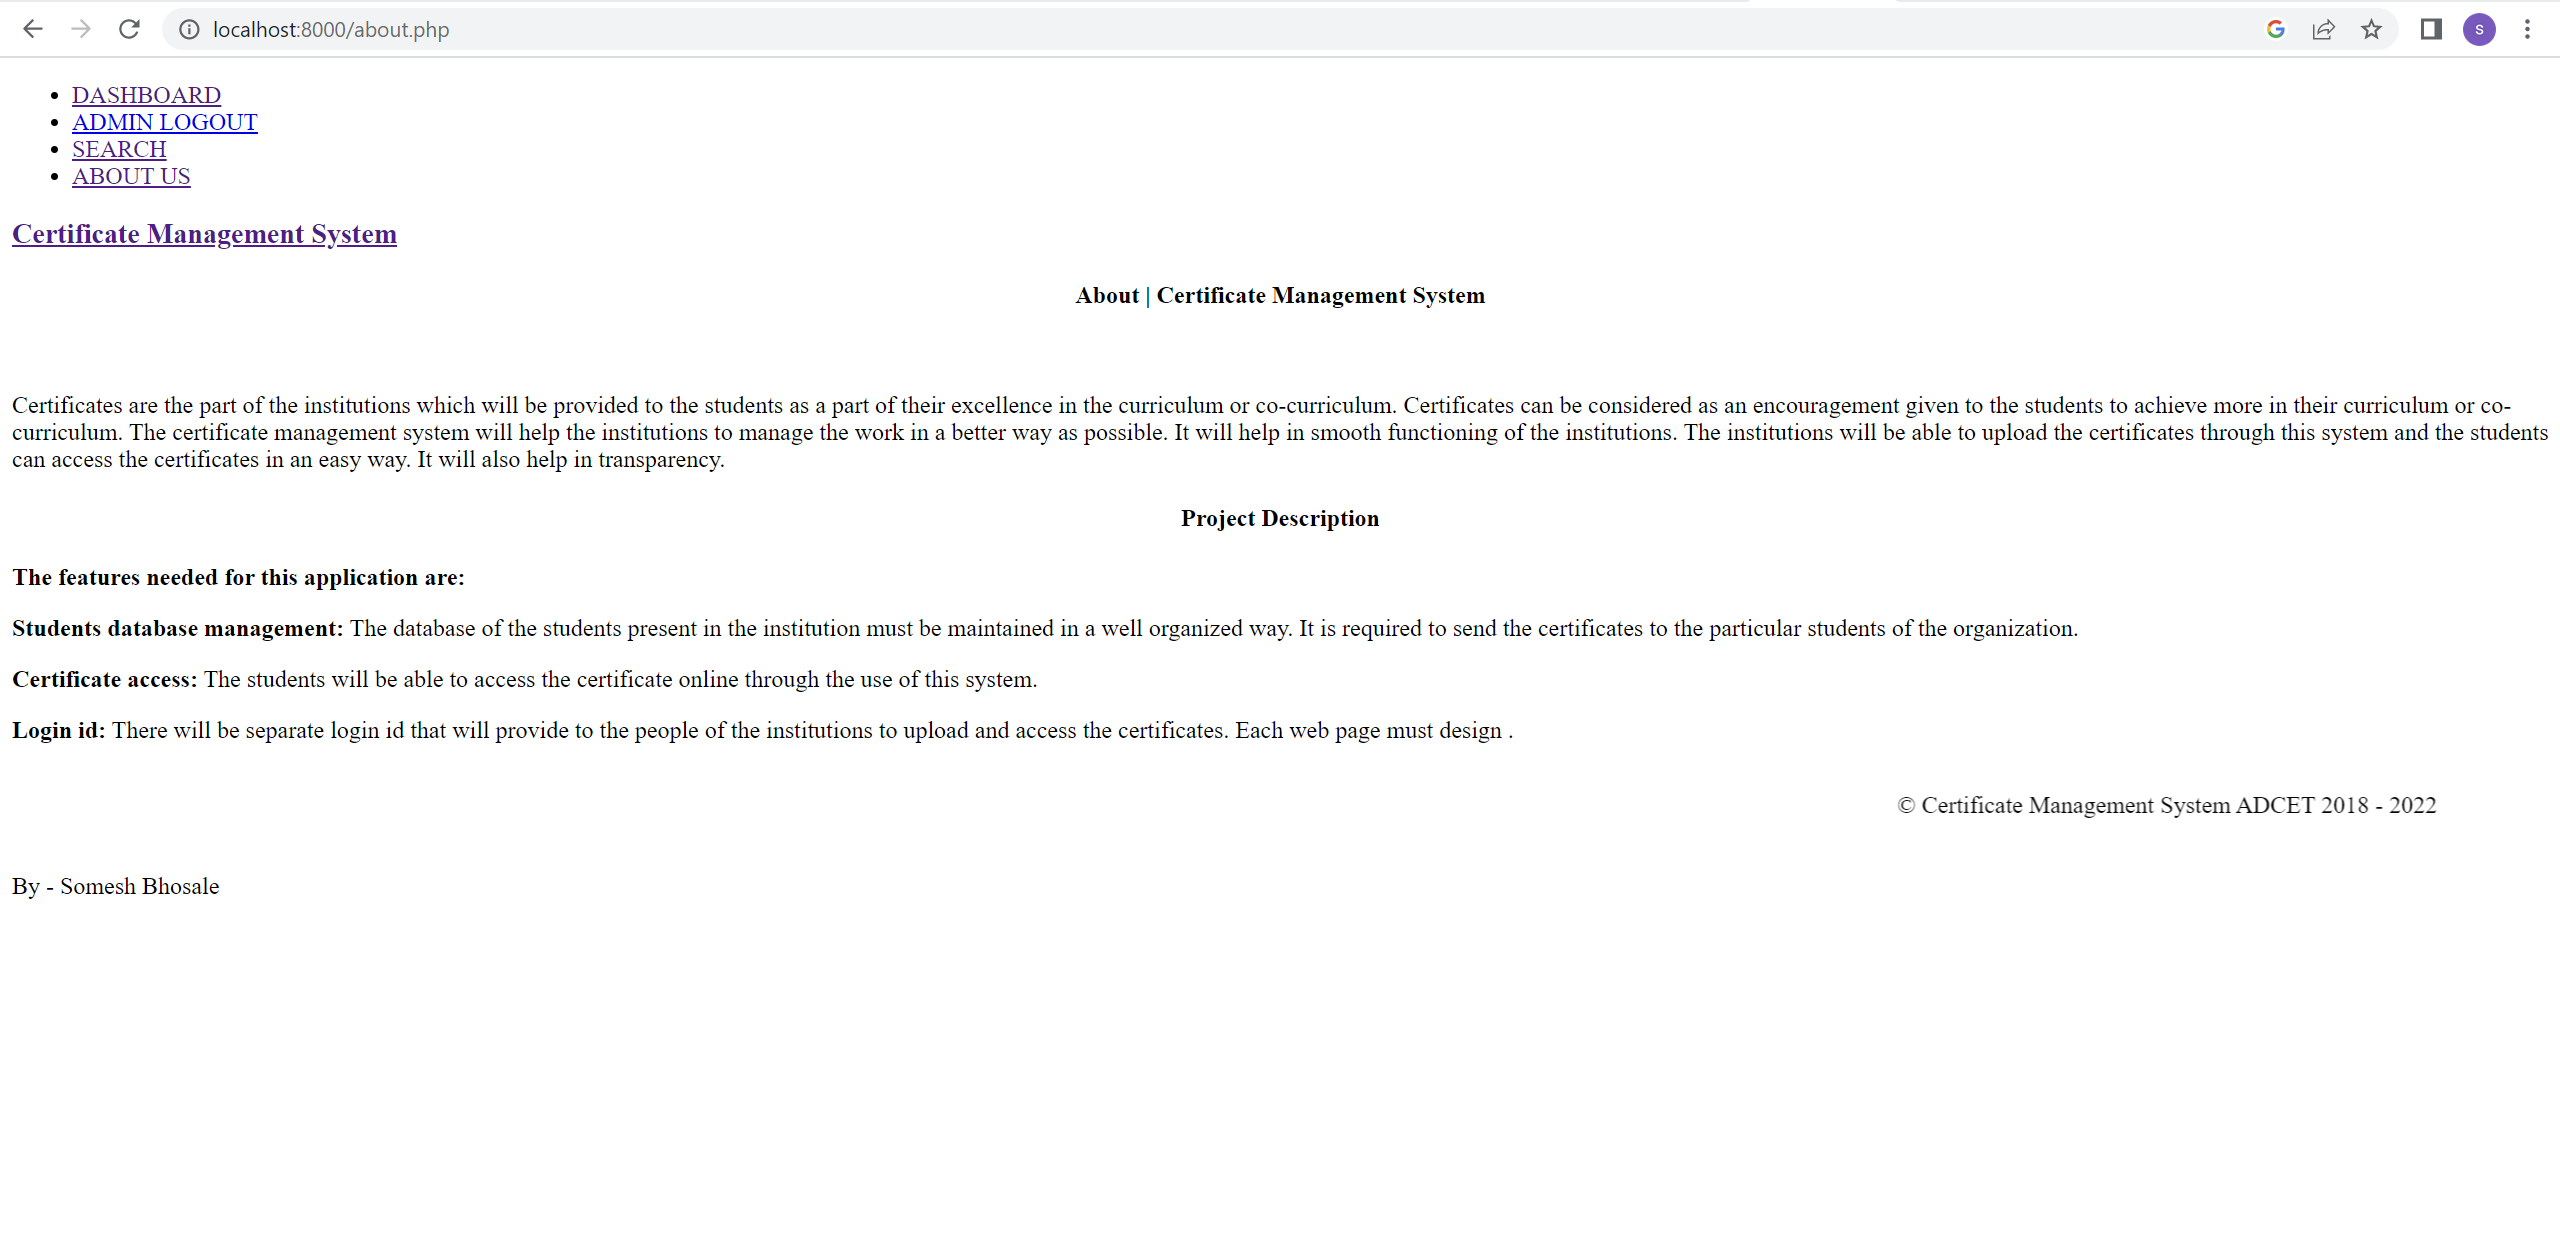 localhost:8000/about.php
S
DASHBOARD
ADMIN LOGOUT
SEARCH
ABOUT US
Certificate Management System
About | Certificate Management System
Certificates are the part of the institutions which will be provided to the students as a part of their excellence in the curriculum or co-curriculum. Certificates can be considered as an encouragement given to the students to achieve more in their curriculum or co-
curriculum. The certificate management system will help the institutions to manage the work in a better way as possible. It will help in smooth functioning of the institutions. The institutions will be able to upload the certificates through this system and the students
can access the certificates in an easy way. It will also help in transparency.
Project Description
The features needed for this application are:
Students database management: The database of the students present in the institution must be maintained in a well organized way. It is required to send the certificates to the particular students of the organization.
Certificate access: The students will be able to access the certificate online through the use of this system.
Login id: There will be separate login id that will provide to the people of the institutions to upload and access the certificates. Each web page must design .
© Certificate Management System ADCET 2018 - 2022
By - Somesh Bhosale